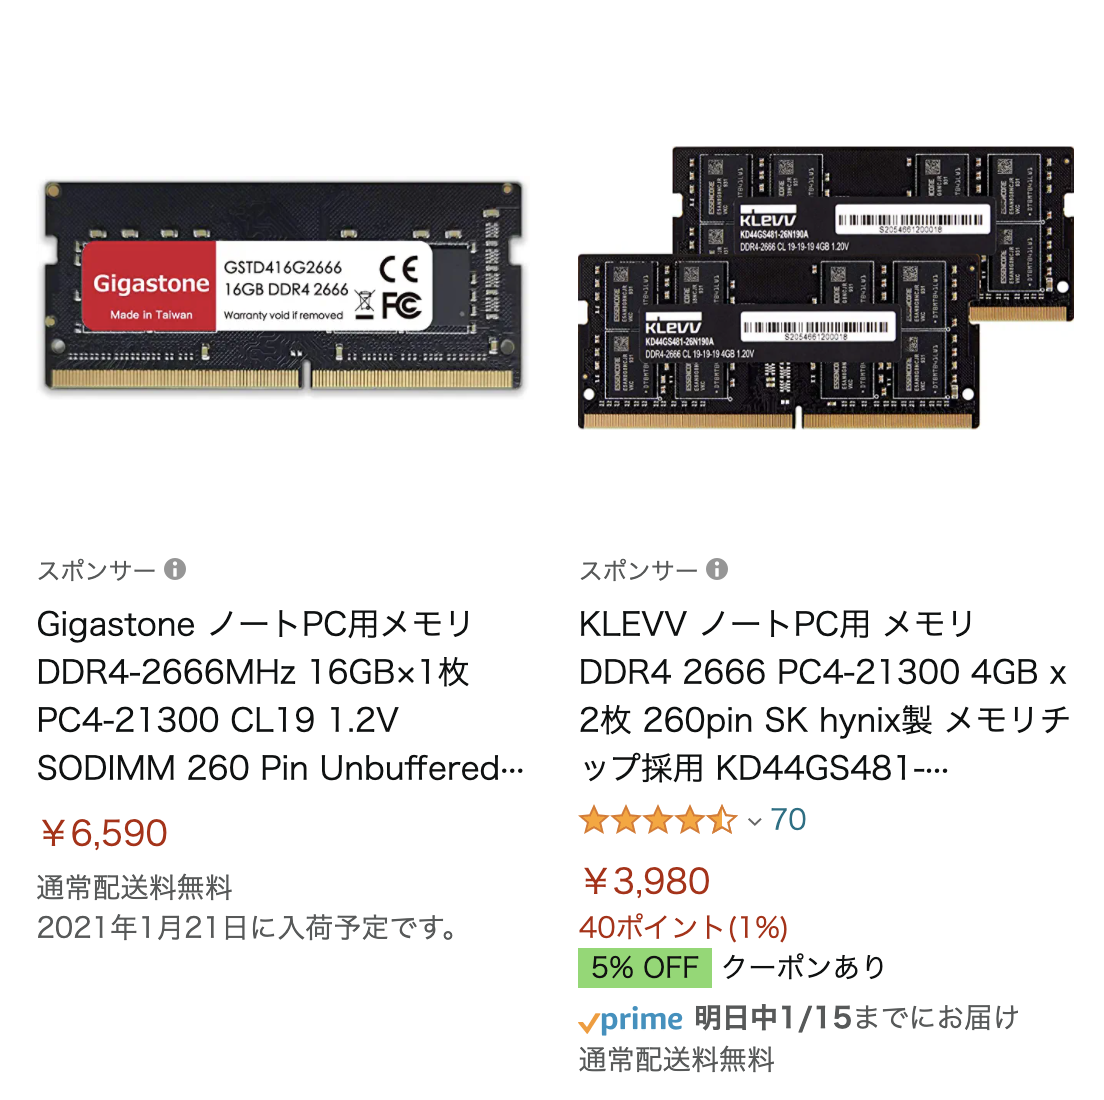 Gigastone
Made in Taiwan
GSTD416G2666
16GB DDR4 2666
Warranty void if removed
KLEVV
KD44GS481-26N190A
DDR4-2666 CL 19-19-19 4GB 1.20V
S2054661200018
KLEVV
KD44GS481-26N190A
DDR4-2666 CL 19-19-19 4GB 1.20V
S2054661200018
スポンサー
Gigastone ノートPC用メモリ
DDR4-2666MHz 16GB×1枚
PC4-21300 CL19 1.2V
SODIMM 260 Pin Unbuffered…
￥6,590
通常配送料無料
2021年1月21日に入荷予定です。
スポンサー
KLEVV ノートPC用 メモリ
DDR4 2666 PC4-21300 4GB x
2枚 260pin SK hynix製 メモリチ
ップ採用 KD44GS481-…
70
￥3,980
40ポイント(1%)
5% OFF クーポンあり
prime 明日中1/15までにお届け
通常配送料無料